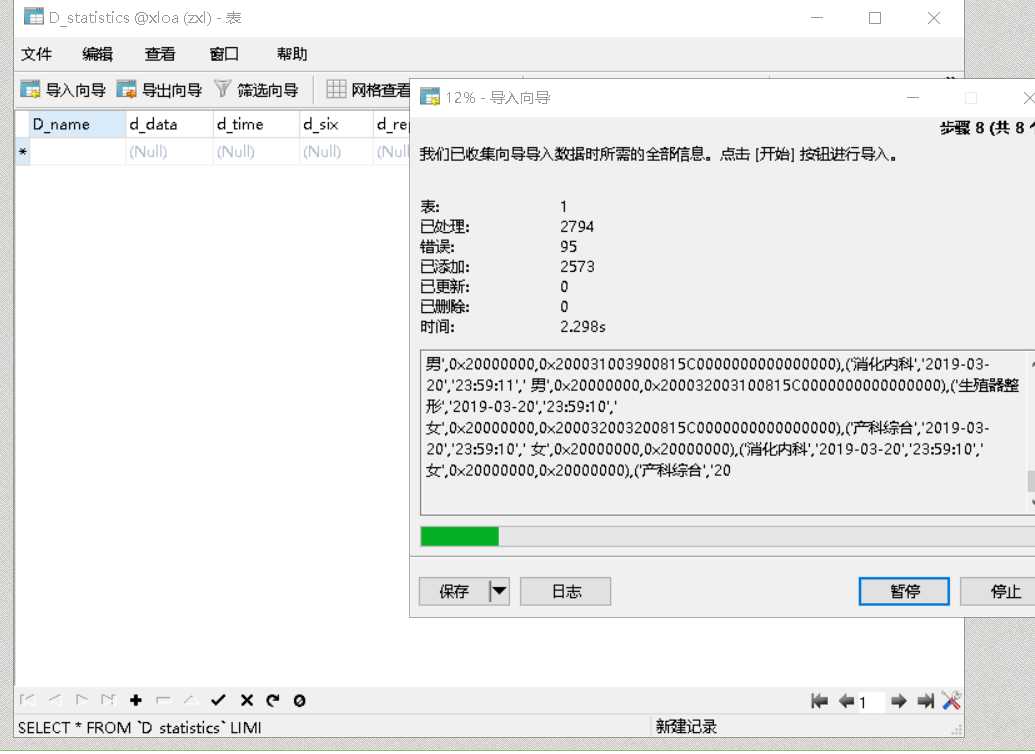 D_statistics @xloa (zxl) - 表
文件 编辑 查看 窗口 帮助
导入向导 导出向导 筛选向导 网格查看
D_name d_data d_time d_six
* (Null) (Null) (Null)
12% - 导入向导
步骤 8 (共 8
我们已收集向导导入数据时所需的全部信息。点击 [开始] 按钮进行导入。
表: 1
已处理: 2794
错误: 95
已添加: 2573
已更新: 0
已删除: 0
时间: 2.298s
男',0x20000000,0x200031003900815C0000000000000000),('消化内科','2019-03-
20','23:59:11',' 男',0x20000000,0x200032003100815C0000000000000000),('生殖器整
形','2019-03-20','23:59:10','
女',0x20000000,0x200032003200815C0000000000000000),('产科综合','2019-03-
20','23:59:10',' 女',0x20000000,0x20000000),('消化内科','2019-03-20','23:59:10','
女',0x20000000,0x20000000),('产科综合','20
保存 日志 暂停 停止
1
SELECT * FROM `D_statistics` LIMI
新建记录